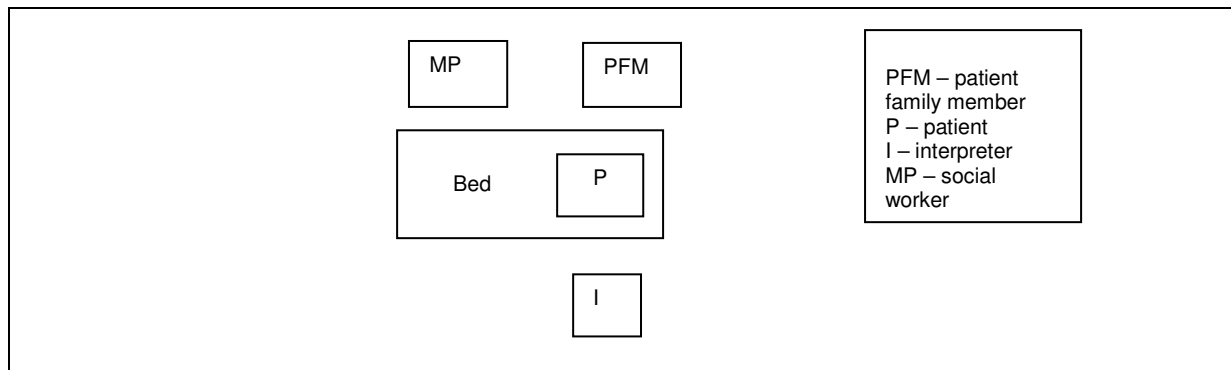 MP
PFM
Bed
P
I
PFM – patient
family member
P – patient
I – interpreter
MP – social
worker